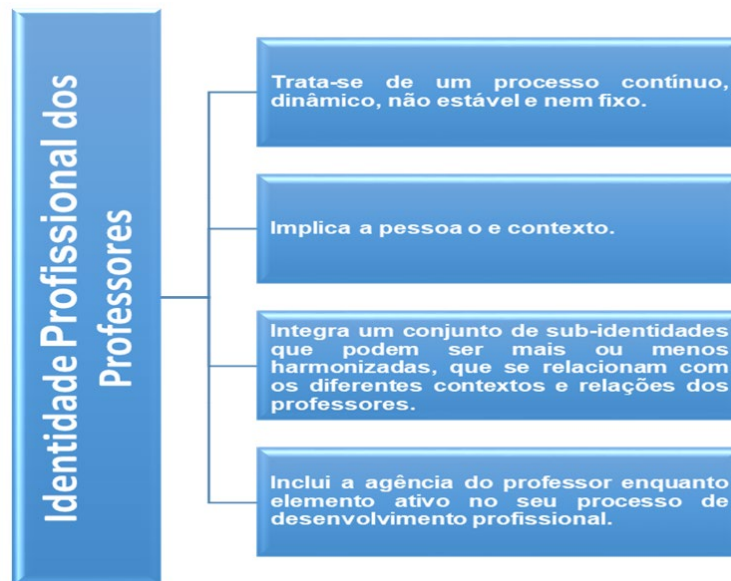 Identidade Profissional dos
Professores
Trata-se de um processo contínuo,
dinâmico, não estável e nem fixo.
Implica a pessoa o e contexto.
Integra um conjunto de sub-identidades
que podem ser mais ou menos
harmonizadas, que se relacionam com
os diferentes contextos e relações dos
professores.
Inclui a agência do professor enquanto
elemento ativo no seu processo de
desenvolvimento profissional.